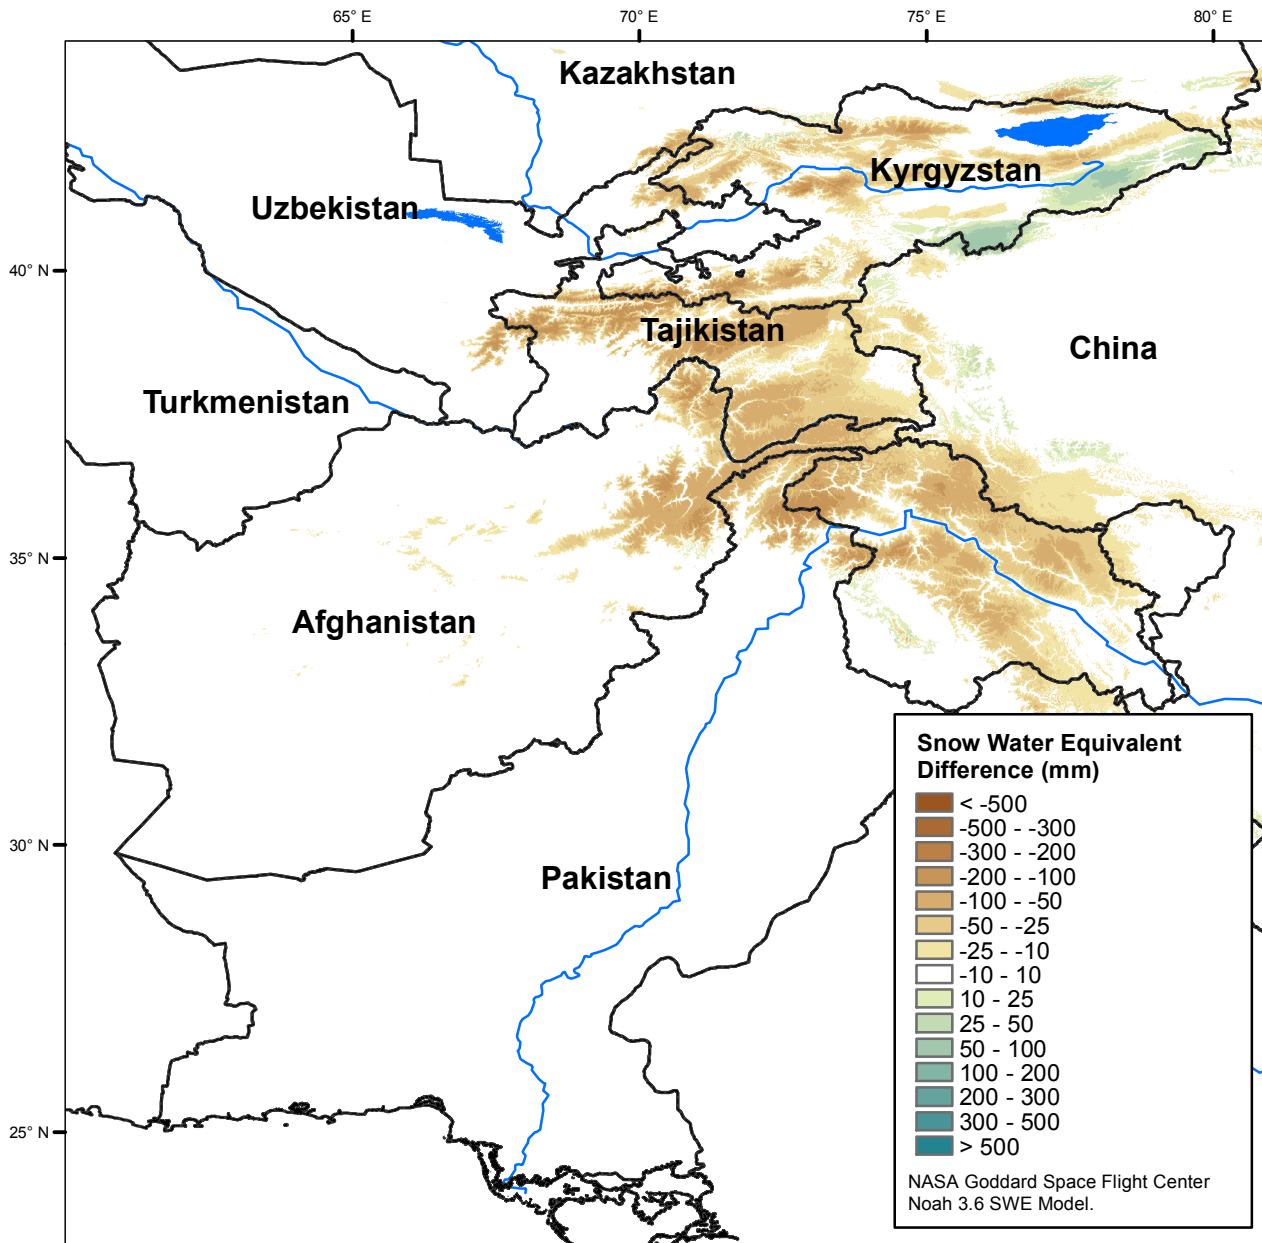 65° E
70° E
75° E
80° E
Kazakhstan
Kyrgyzstan
Uzbekistan
40° N
Tajikistan
China
Turkmenistan
35° N
Afghanistan
30° N
Pakistan
25° N
Snow Water Equivalent
Difference (mm)
< -500
-500 - -300
-300 - -200
-200 - -100
-100 - -50
-50 - -25
-25 - -10
-10 - 10
10 - 25
25 - 50
50 - 100
100 - 200
200 - 300
300 - 500
> 500
NASA Goddard Space Flight Center
Noah 3.6 SWE Model.